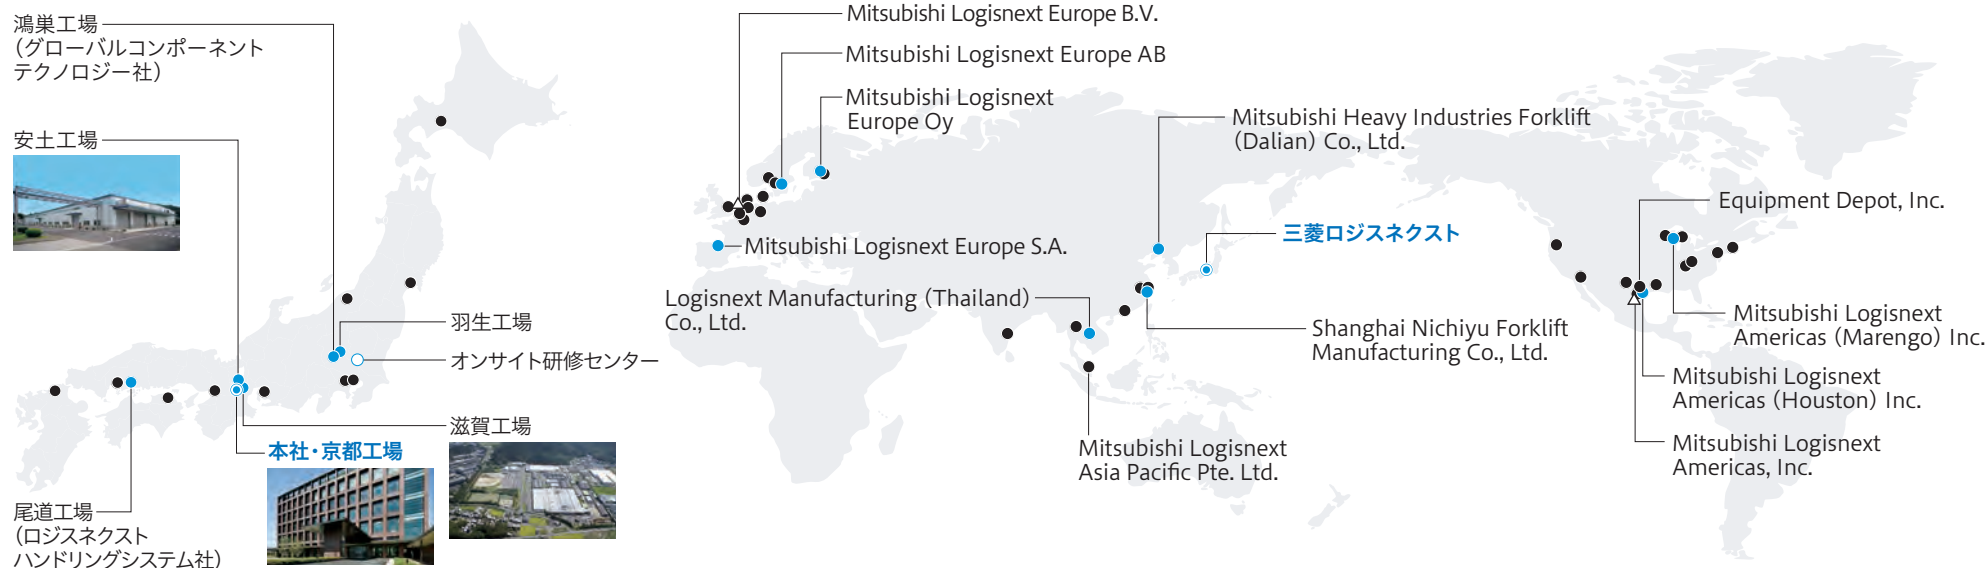 鴻巣工場
（グローバルコンポーネント
テクノロジー社）
安土工場
羽生工場
オンサイト研修センター
滋賀工場
本社・京都工場
尾道工場
（ロジスネクスト
ハンドリングシステム社）
Mitsubishi Logisnext Europe B.V.
Mitsubishi Logisnext Europe AB
Mitsubishi Logisnext
Europe Oy
Mitsubishi Logisnext Europe S.A.
Mitsubishi Heavy Industries Forklift
（Dalian）Co., Ltd.
三菱ロジスネクスト
Logisnext Manufacturing（Thailand）
Co., Ltd.
Shanghai Nichiyu Forklift
Manufacturing Co., Ltd.
Mitsubishi Logisnext
Asia Pacific Pte. Ltd.
Equipment Depot, Inc.
Mitsubishi Logisnext
Americas（Marengo）Inc.
Mitsubishi Logisnext
Americas（Houston）Inc.
Mitsubishi Logisnext
Americas, Inc.